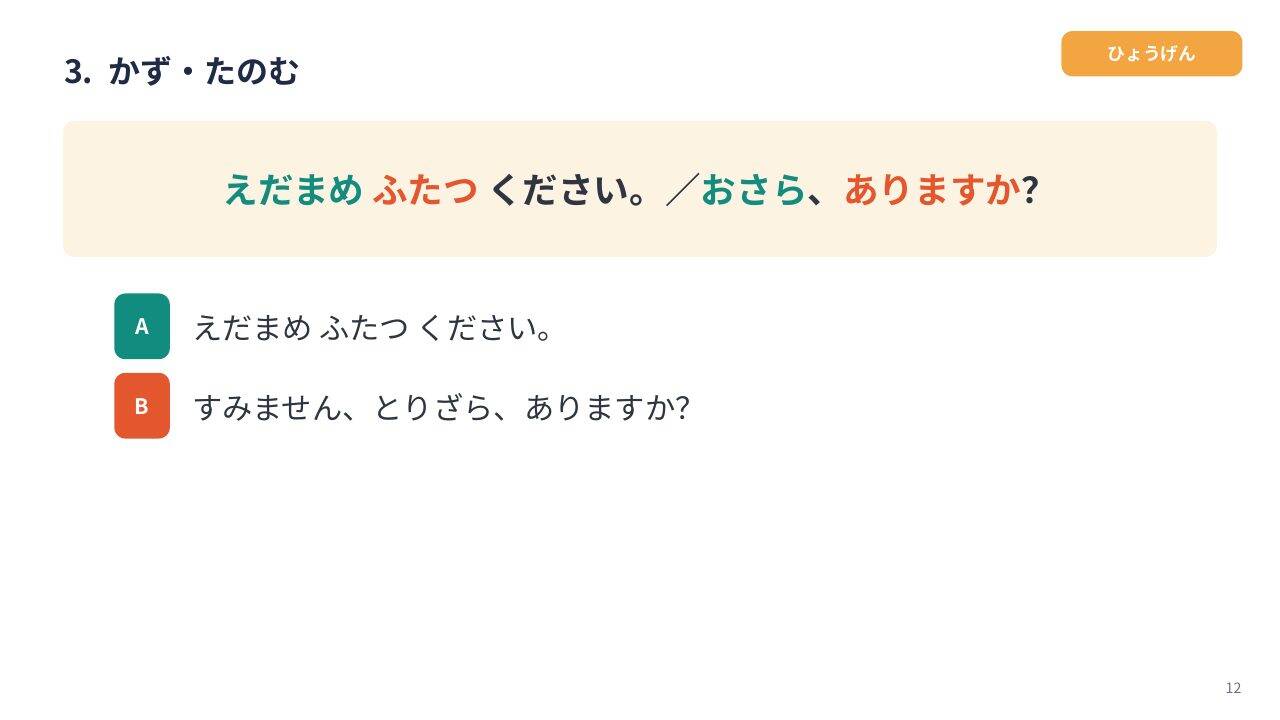 3. かず・たのむ
ひょうげん
えだまめ ふたつ ください。／おさら、ありますか?
A えだまめ ふたつ ください。
B すみません、とりざら、ありますか?
12